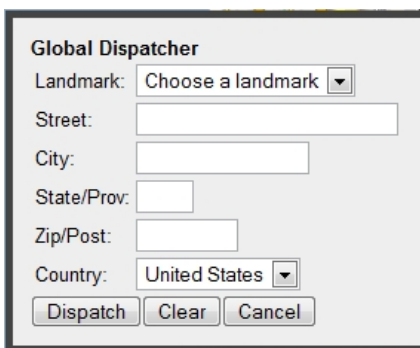 Global Dispatcher
Landmark: Choose a landmark
Street:
City:
State/Prov:
Zip/Post:
Country: United States
Dispatch Clear Cancel